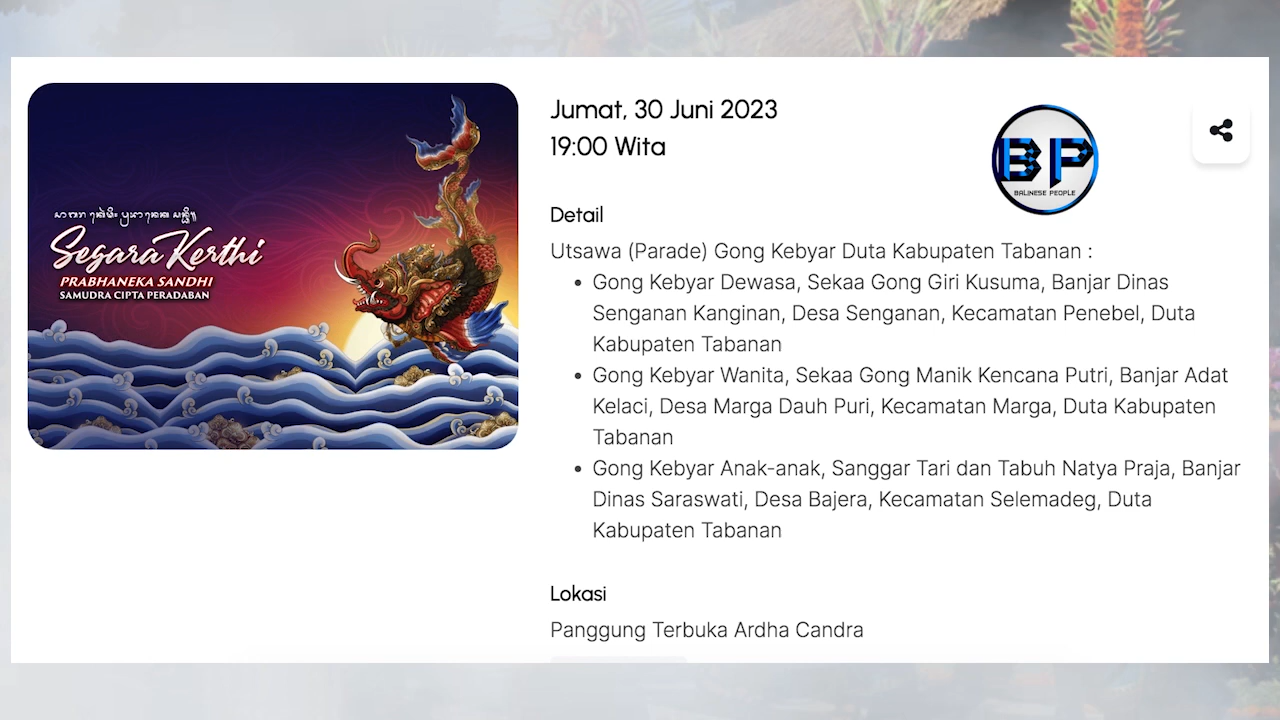 Segara Kerthi
PRABHANEKA SANDHI
SAMUDRA CIPTA PERADABAN
Jumat, 30 Juni 2023
19:00 Wita
BP
BALINESE PEOPLE
Detail
Utsawa (Parade) Gong Kebyar Duta Kabupaten Tabanan :
• Gong Kebyar Dewasa, Sekaa Gong Giri Kusuma, Banjar Dinas
Senganan Kanginan, Desa Senganan, Kecamatan Penebel, Duta
Kabupaten Tabanan
• Gong Kebyar Wanita, Sekaa Gong Manik Kencana Putri, Banjar Adat
Kelaci, Desa Marga Dauh Puri, Kecamatan Marga, Duta Kabupaten
Tabanan
• Gong Kebyar Anak-anak, Sanggar Tari dan Tabuh Natya Praja, Banjar
Dinas Saraswati, Desa Bajera, Kecamatan Selemadeg, Duta
Kabupaten Tabanan
Lokasi
Panggung Terbuka Ardha Candra